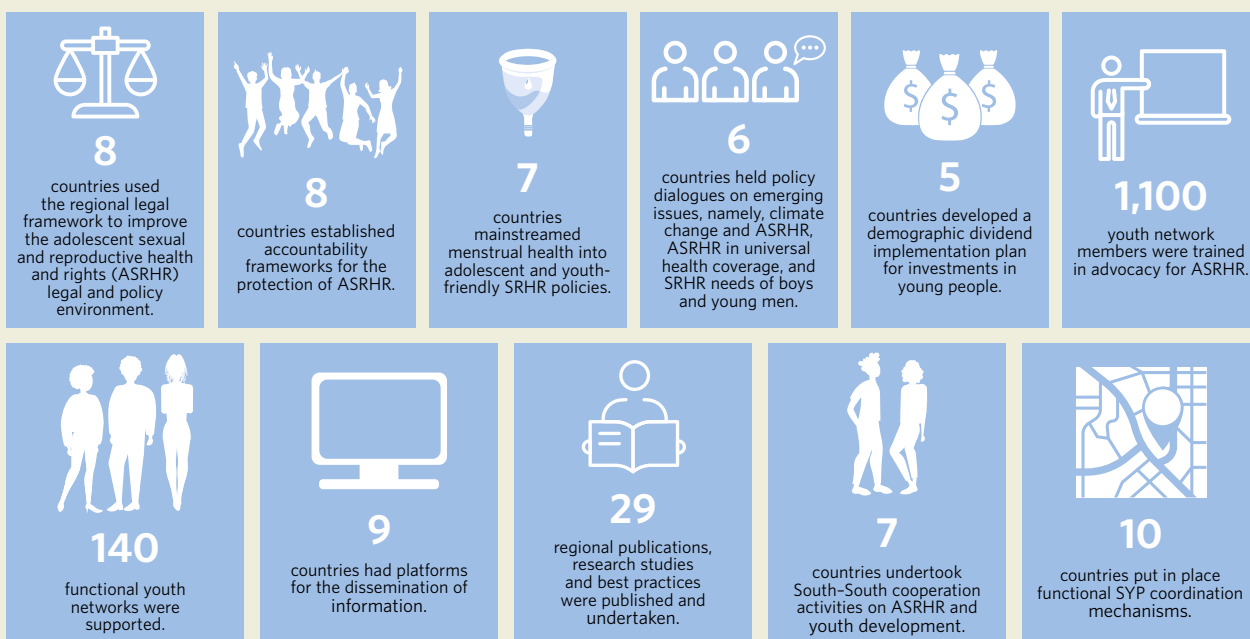 8
countries used
the regional legal
framework to improve
the adolescent sexual
and reproductive health
and rights (ASRHR)
legal and policy
environment.
8
countries established
accountability
frameworks for the
protection of ASRHR.
7
countries
mainstreamed
menstrual health into
adolescent and youth-
friendly SRHR policies.
6
countries held policy
dialogues on emerging
issues, namely, climate
change and ASRHR,
ASRHR in universal
health coverage, and
SRHR needs of boys
and young men.
$ $ $
5
countries developed a
demographic dividend
implementation plan
for investments in
young people.
1,100
youth network
members were trained
in advocacy for ASRHR.
140
functional youth
networks were
supported.
9
countries had platforms
for the dissemination of
information.
29
regional publications,
research studies
and best practices
were published and
undertaken.
7
countries undertook
South–South cooperation
activities on ASRHR and
youth development.
10
countries put in place
functional SYP coordination
mechanisms.